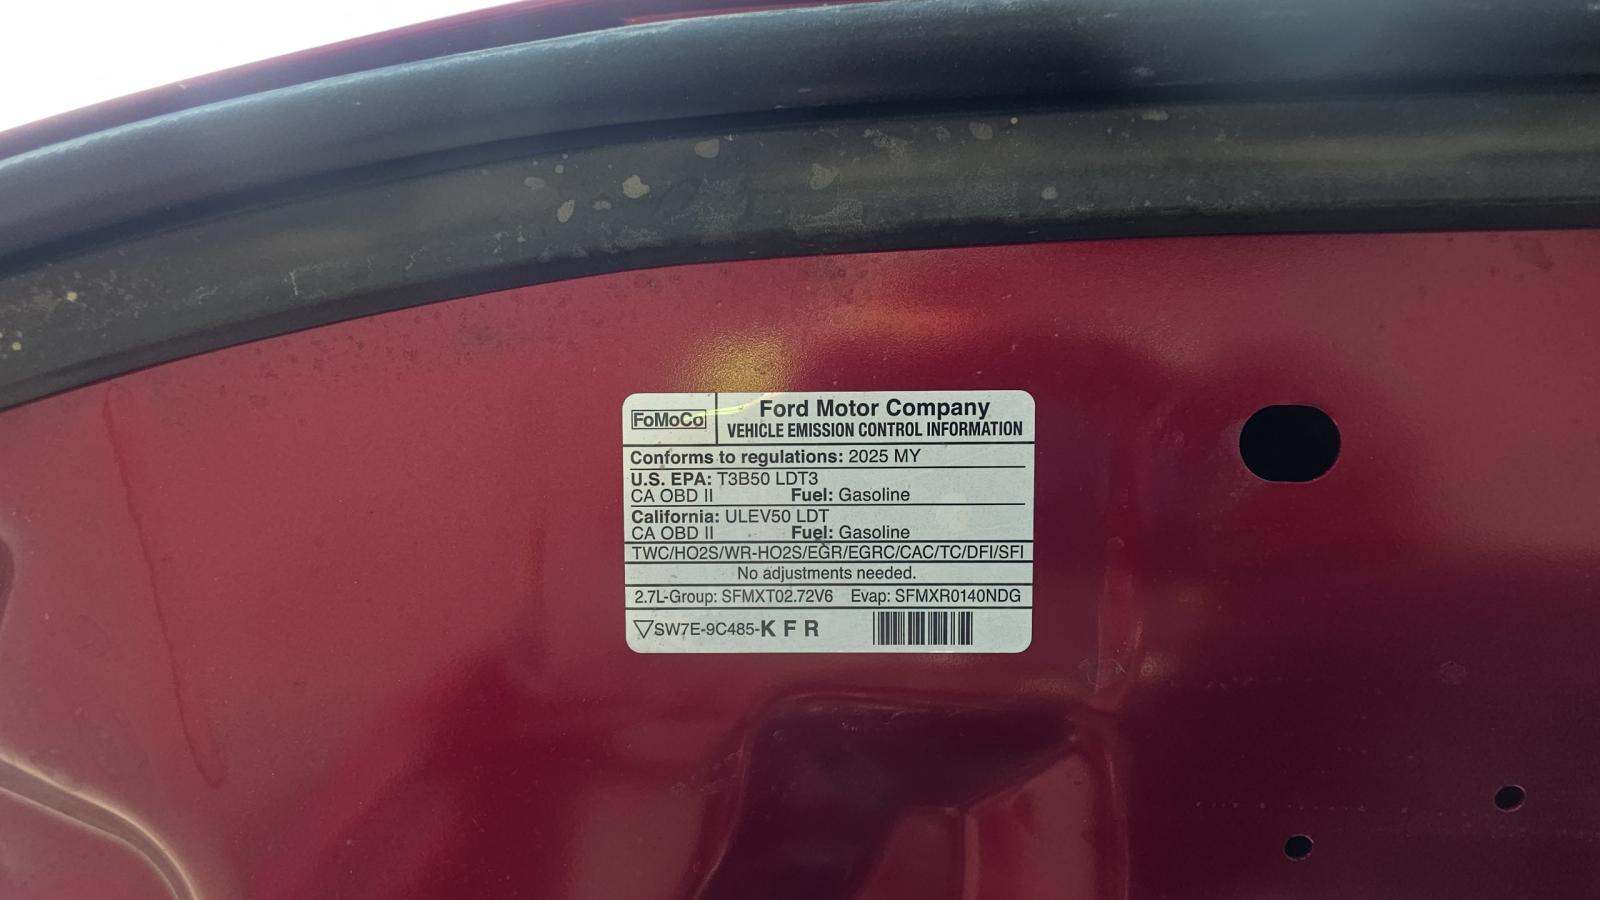 FoMoCo
Ford Motor Company
VEHICLE EMISSION CONTROL INFORMATION
Conforms to regulations: 2025 MY
U.S. EPA: T3B50 LDT3
CA OBD II Fuel: Gasoline
California: ULEV50 LDT
CA OBD II Fuel: Gasoline
TWC/HO2S/WR-HO2S/EGR/EGRC/CAC/TC/DFI/SFI
No adjustments needed.
2.7L-Group: SFMXT02.72V6 Evap: SFMXR0140NDG
SW7E-9C485-K F R